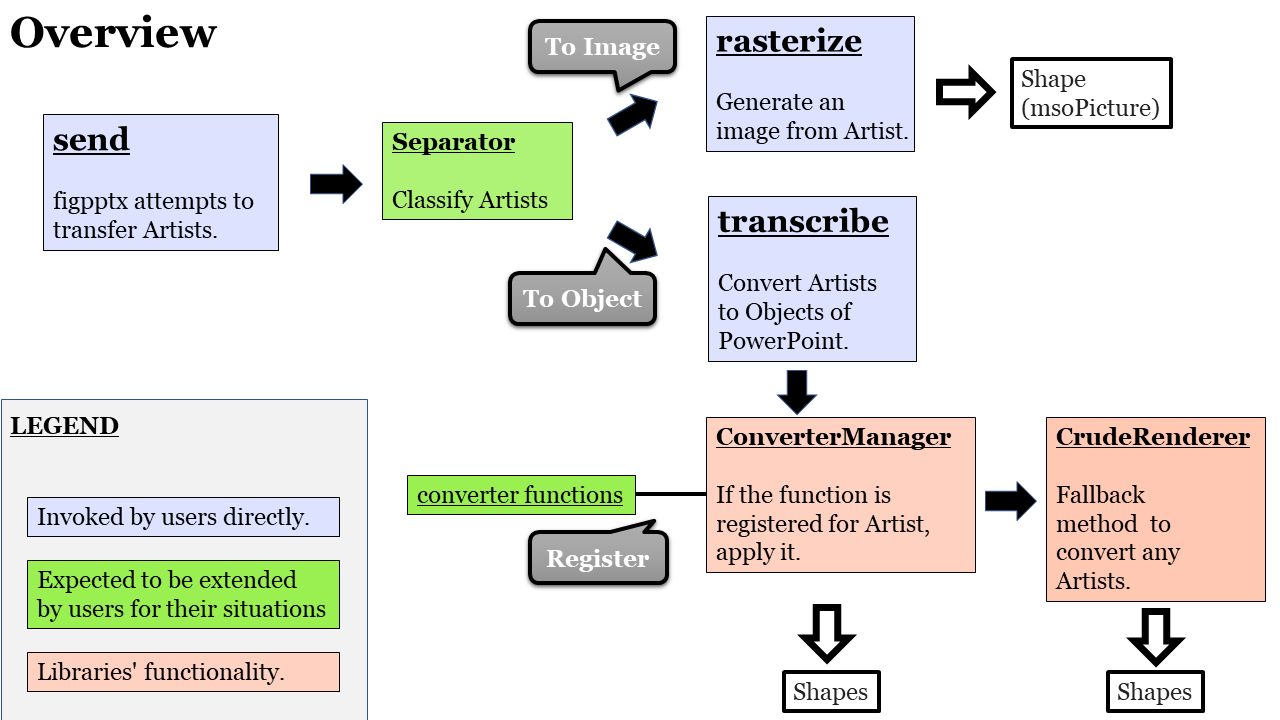 Overview
send
figpptx attempts to
transfer Artists.
Separator
Classify Artists
To Image
rasterize
Generate an
image from Artist.
Shape
(msoPicture)
To Object
transcribe
Convert Artists
to Objects of
PowerPoint.
ConverterManager
If the function is
registered for Artist,
apply it.
converter functions
Register
CrudeRenderer
Fallback
method to
convert any
Artists.
Shapes
Shapes
LEGEND
Invoked by users directly.
Expected to be extended
by users for their situations
Libraries' functionality.